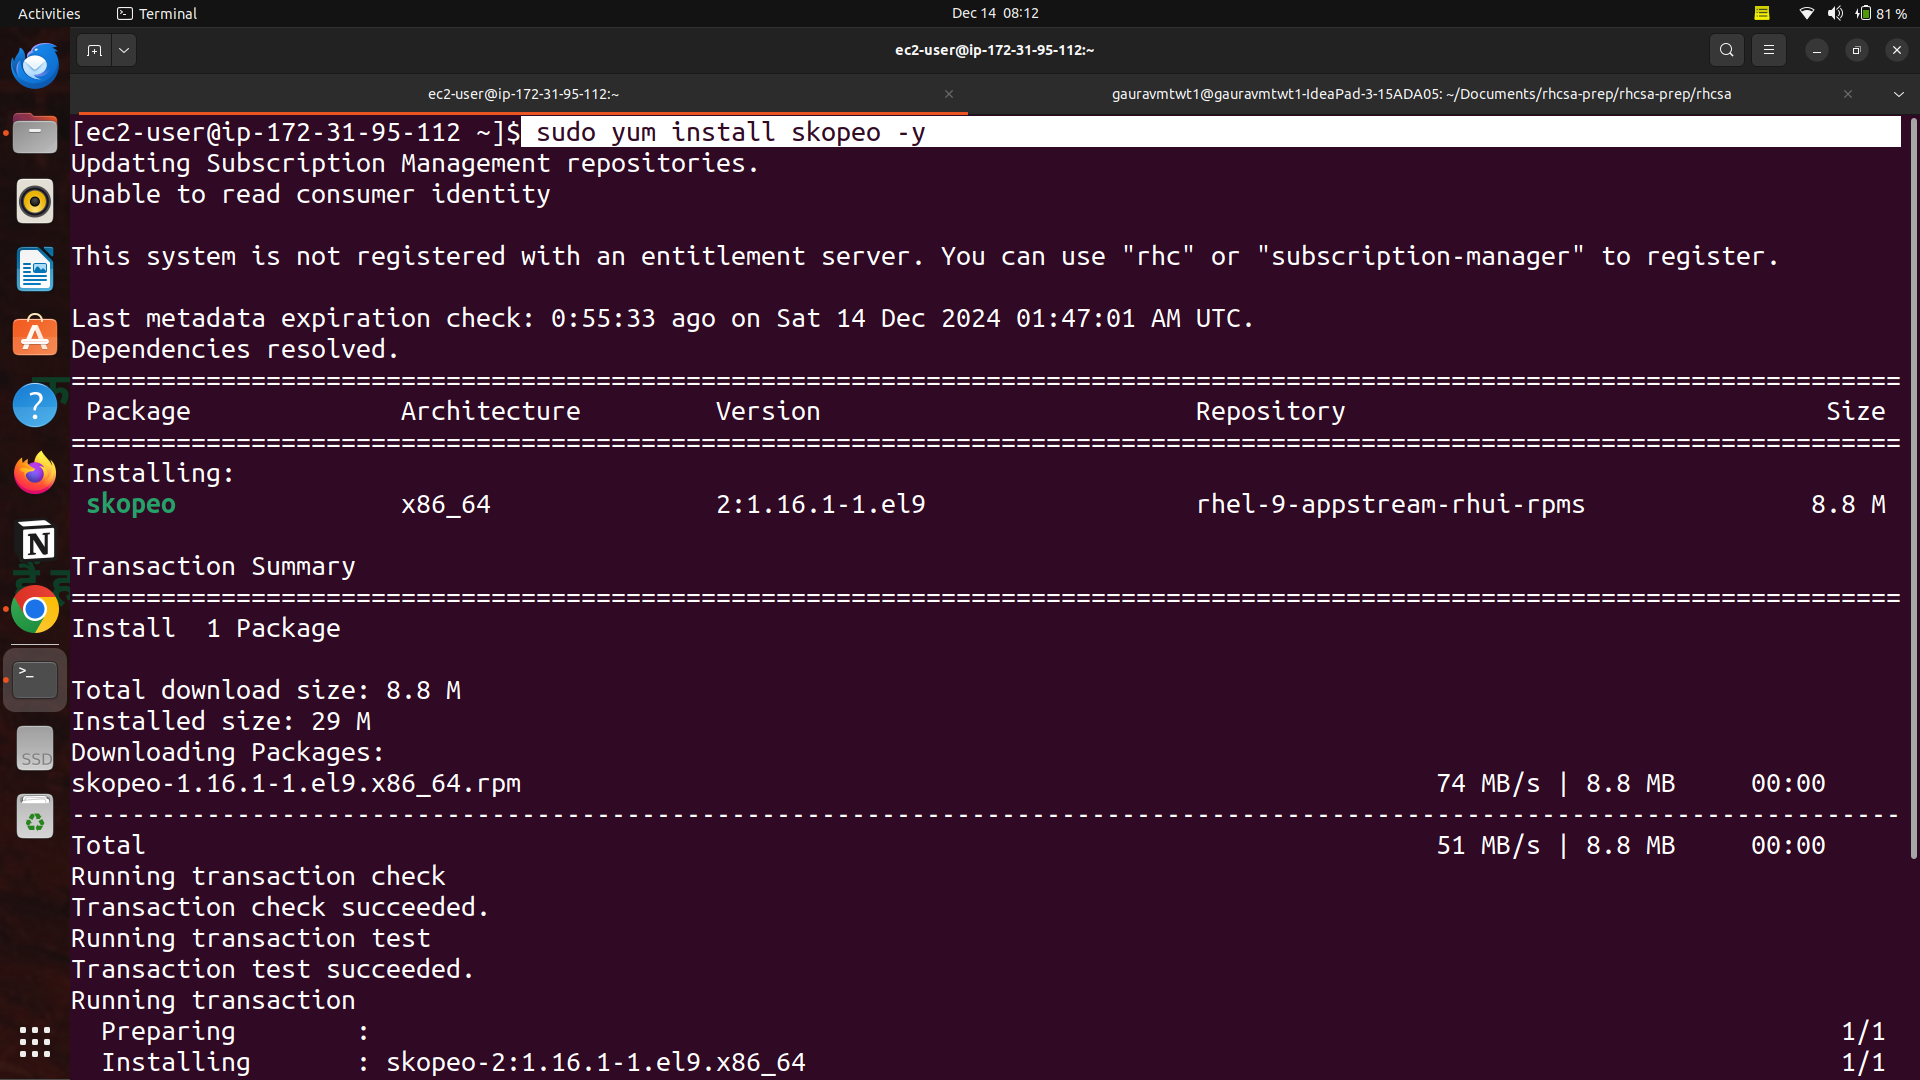 Activities Terminal Dec 14 08:12 81 %
ec2-user@ip-172-31-95-112:~
ec2-user@ip-172-31-95-112:~ gauravmtwt1@gauravmtwt1-IdeaPad-3-15ADA05: ~/Documents/rhcsa-prep/rhcsa-prep/rhcsa
[ec2-user@ip-172-31-95-112 ~]$ sudo yum install skopeo -y
Updating Subscription Management repositories.
Unable to read consumer identity
This system is not registered with an entitlement server. You can use "rhc" or "subscription-manager" to register.
Last metadata expiration check: 0:55:33 ago on Sat 14 Dec 2024 01:47:01 AM UTC.
Dependencies resolved.
==========================================================================================================================
Package Architecture Version Repository Size
==========================================================================================================================
Installing:
skopeo x86_64 2:1.16.1-1.el9 rhel-9-appstream-rhui-rpms 8.8 M
Transaction Summary
==========================================================================================================================
Install  1 Package
Total download size: 8.8 M
Installed size: 29 M
Downloading Packages:
skopeo-1.16.1-1.el9.x86_64.rpm 74 MB/s | 8.8 MB 00:00
--------------------------------------------------------------------------------------------------------------------------
Total 51 MB/s | 8.8 MB 00:00
Running transaction check
Transaction check succeeded.
Running transaction test
Transaction test succeeded.
Running transaction
Preparing : 1/1
Installing : skopeo-2:1.16.1-1.el9.x86_64 1/1
SSD